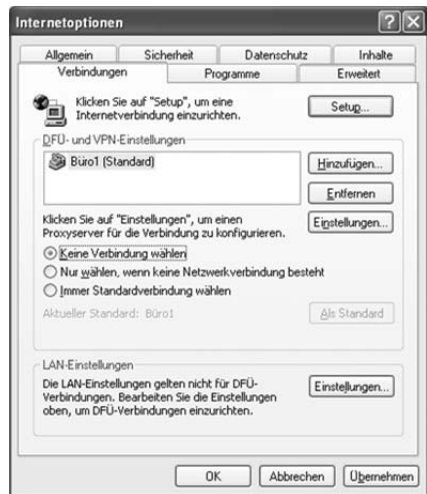 Internetoptionen
Allgemein Sicherheit Datenschutz Inhalte
Verbindungen Programme Erweitert
Klicken Sie auf "Setup", um eine
Internetverbindung einzurichten.
Setup...
DFÜ- und VPN-Einstellungen
Büro1 (Standard)
Hinzufügen...
Entfernen
Klicken Sie auf "Einstellungen", um einen
Proxyserver für die Verbindung zu konfigurieren.
Einstellungen...
Keine Verbindung wählen
Nur wählen, wenn keine Netzwerkverbindung besteht
Immer Standardverbindung wählen
Aktueller Standard: Büro1
Als Standard
LAN-Einstellungen
Die LAN-Einstellungen gelten nicht für DFÜ-
Verbindungen. Bearbeiten Sie die Einstellungen
oben, um DFÜ-Verbindungen einzurichten.
Einstellungen...
OK Abbrechen Übernehmen